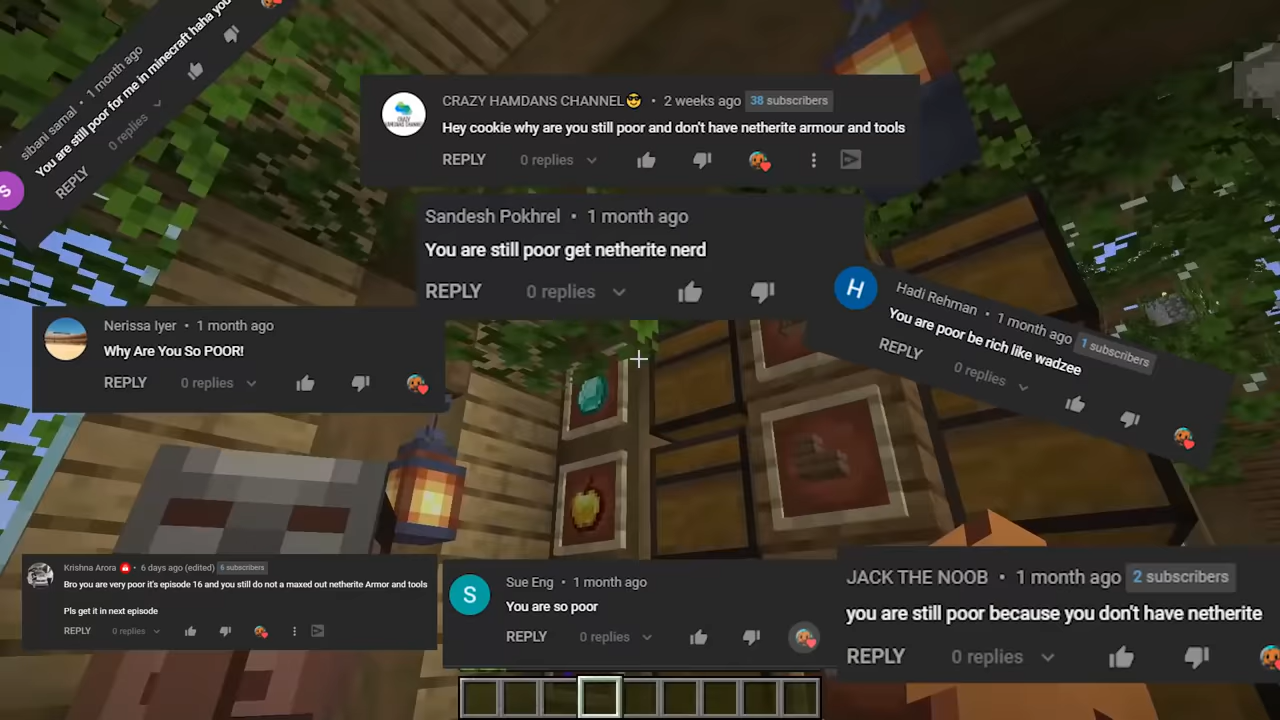 sibani samal • 1 month ago
You are still poor for me in minecraft haha you
REPLY 0 replies
S
CRAZY HAMDANS CHANNEL😎 • 2 weeks ago 38 subscribers
Hey cookie why are you still poor and don't have netherite armour and tools
REPLY 0 replies
Sandesh Pokhrel • 1 month ago
You are still poor get netherite nerd
REPLY 0 replies
H
Hadi Rehman • 1 month ago 1 subscribers
You are poor be rich like wadzee
REPLY 0 replies
Nerissa Iyer • 1 month ago
Why Are You So POOR!
REPLY 0 replies
Krishna Arora • 6 days ago (edited) 6 subscribers
Bro you are very poor it's episode 16 and you still do not a maxed out netherite Armor and tools
Pls get it in next episode
REPLY 0 replies
S
Sue Eng • 1 month ago
You are so poor
REPLY 0 replies
JACK THE NOOB • 1 month ago 2 subscribers
you are still poor because you don't have netherite
REPLY 0 replies